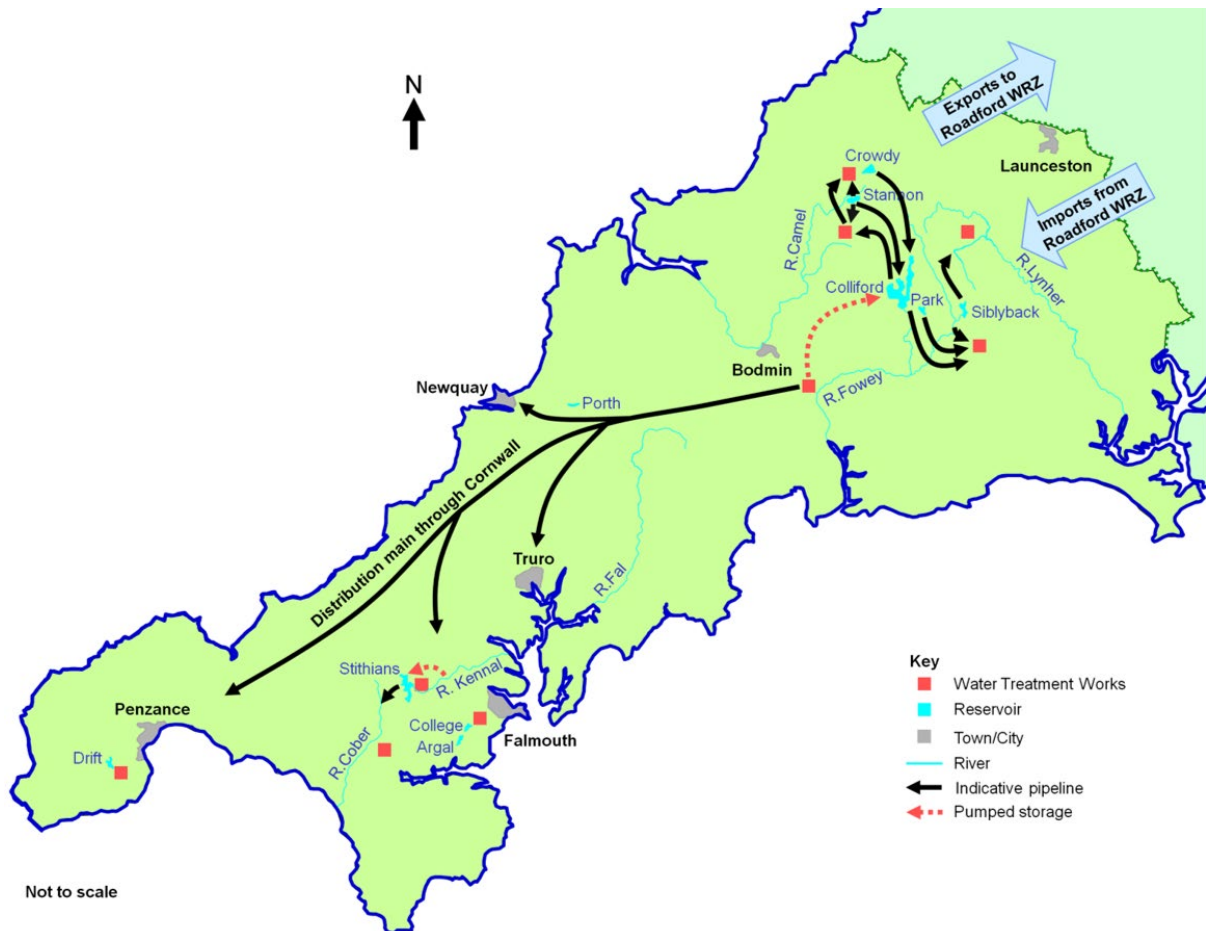 N
Exports to
Roadford WRZ
Launceston
Crowdy
Stannon
Imports from
Roadford WRZ
R.Camel
R.Lynher
Colliford
Park
Siblyback
Bodmin
R.Fowey
Newquay
Porth
Distribution main through Cornwall
Truro
R.Fal
Stithians
R. Kennal
Penzance
College
Argal
Falmouth
Drift
R.Cober
Key
Water Treatment Works
Reservoir
Town/City
River
Indicative pipeline
Pumped storage
Not to scale